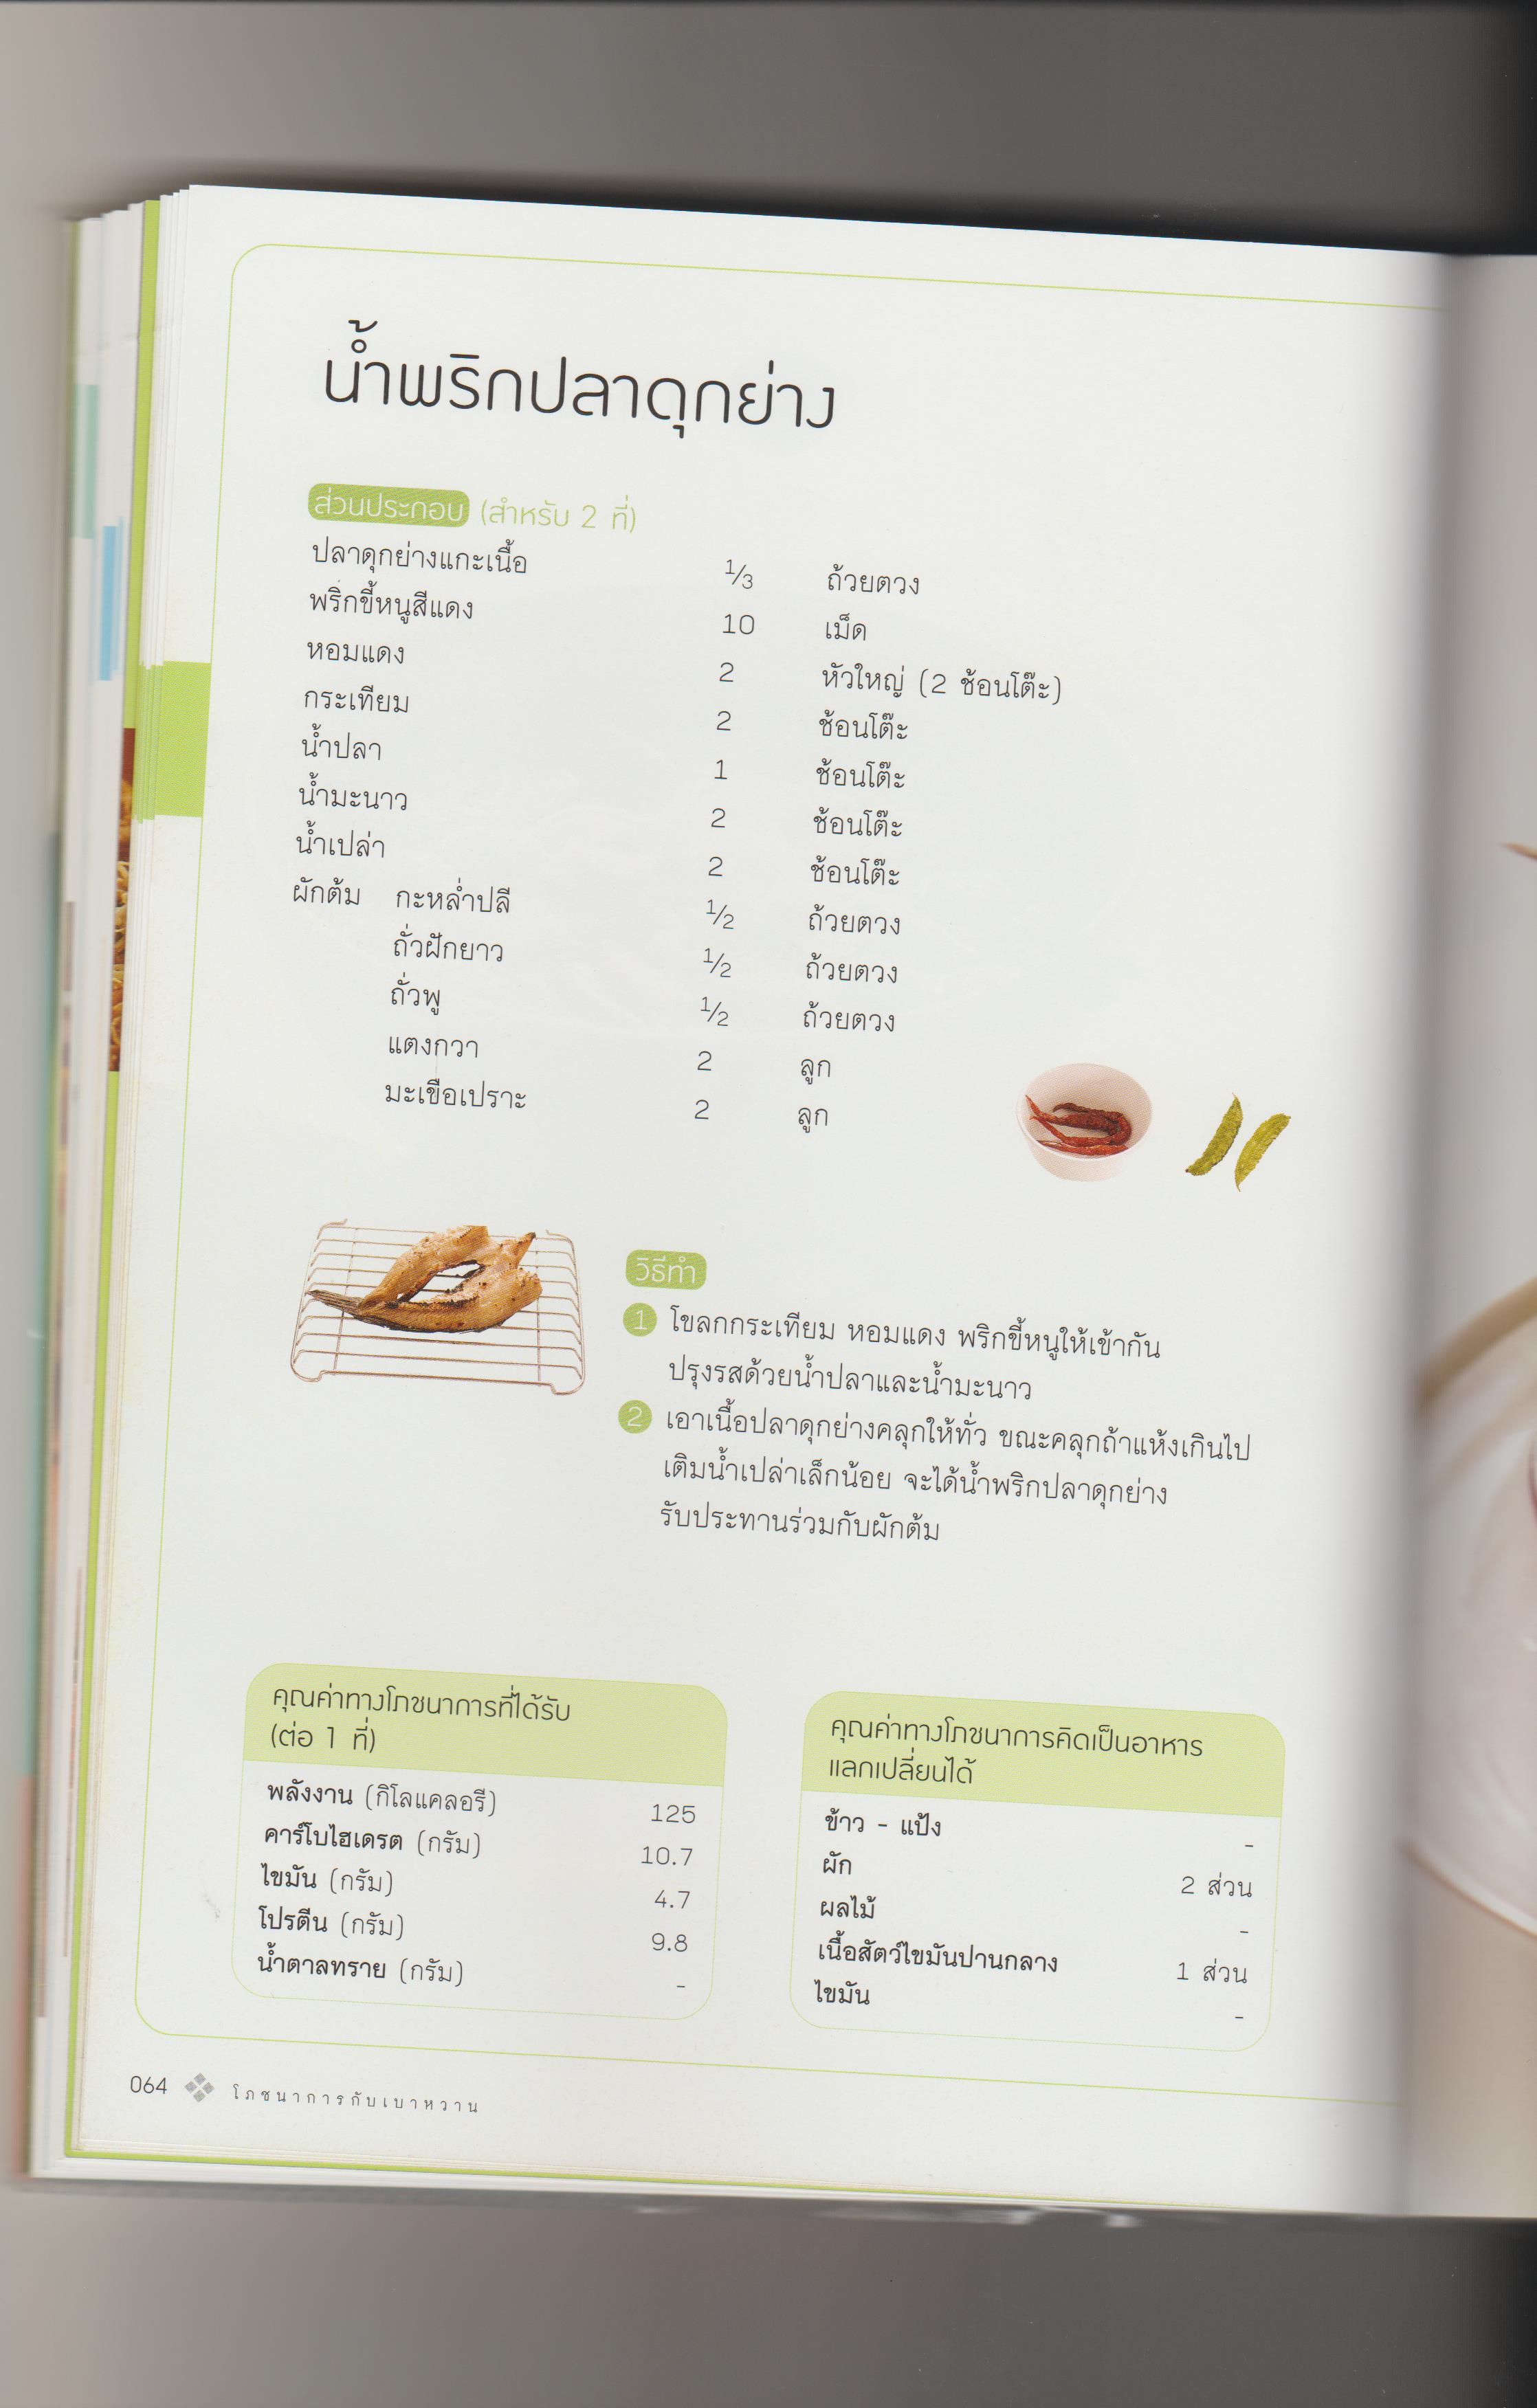 น้ำพริกปลาดุกย่าง
ส่วนประกอบ (สำหรับ 2 ที่)
ปลาดุกย่างแกะเนื้อ 1/3 ถ้วยตวง
พริกขี้หนูสีแดง 10 เม็ด
หอมแดง 2 หัวใหญ่ (2 ช้อนโต๊ะ)
กระเทียม 2 ช้อนโต๊ะ
น้ำปลา 1 ช้อนโต๊ะ
น้ำมะนาว 2 ช้อนโต๊ะ
น้ำเปล่า 2 ช้อนโต๊ะ
ผักต้ม กะหล่ำปลี 1/2 ถ้วยตวง
ถั่วฝักยาว 1/2 ถ้วยตวง
ถั่วพู 1/2 ถ้วยตวง
แตงกวา 2 ลูก
มะเขือเปราะ 2 ลูก
วิธีทำ
1 โขลกกระเทียม หอมแดง พริกขี้หนูให้เข้ากัน
ปรุงรสด้วยน้ำปลาและน้ำมะนาว
2 เอาเนื้อปลาดุกย่างคลุกให้ทั่ว ขณะคลุกถ้าแห้งเกินไป
เติมน้ำเปล่าเล็กน้อย จะได้น้ำพริกปลาดุกย่าง
รับประทานร่วมกับผักต้ม
คุณค่าทางโภชนาการที่ได้รับ
(ต่อ 1 ที่)
พลังงาน (กิโลแคลอรี) 125
คาร์โบไฮเดรต (กรัม) 10.7
ไขมัน (กรัม) 4.7
โปรตีน (กรัม) 9.8
น้ำตาลทราย (กรัม) -
คุณค่าทางโภชนาการคิดเป็นอาหาร
แลกเปลี่ยนได้
ข้าว - แป้ง -
ผัก 2 ส่วน
ผลไม้ -
เนื้อสัตว์ไขมันปานกลาง 1 ส่วน
ไขมัน -
064 โภชนาการกับเบาหวาน